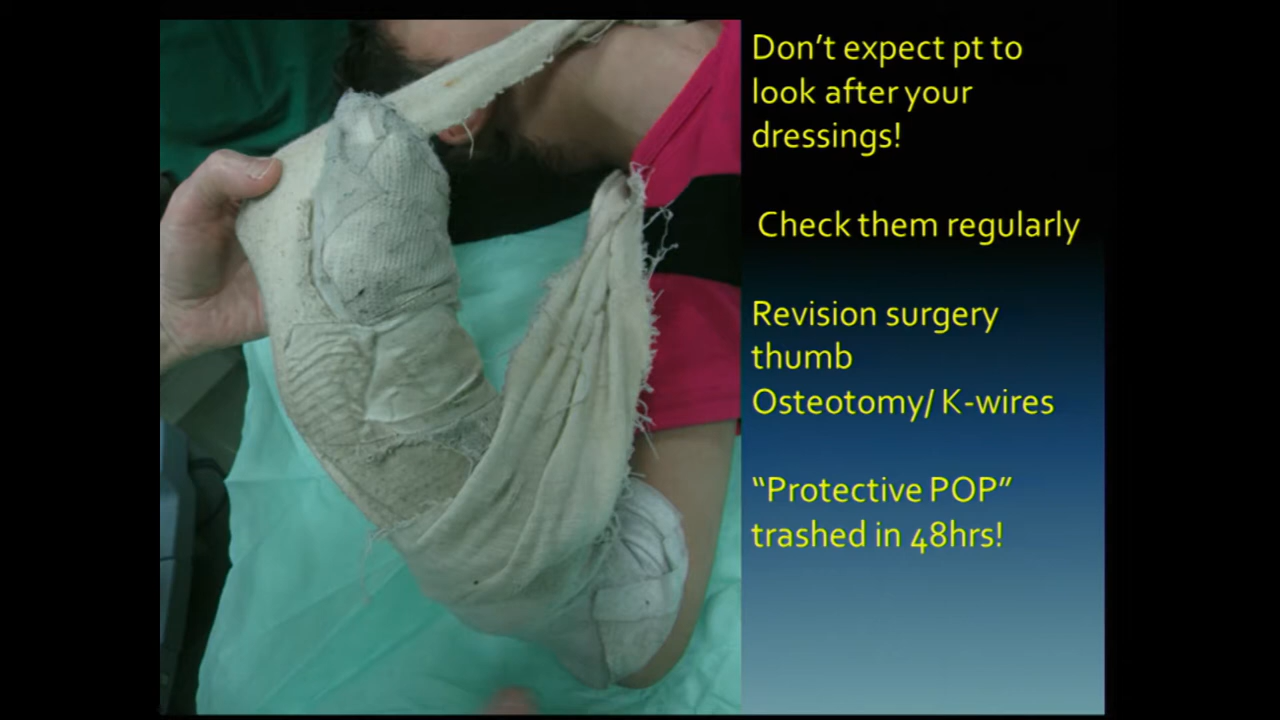 Don’t expect pt to
look after your
dressings!
Check them regularly
Revision surgery
thumb
Osteotomy/ K-wires
“Protective POP”
trashed in 48hrs!